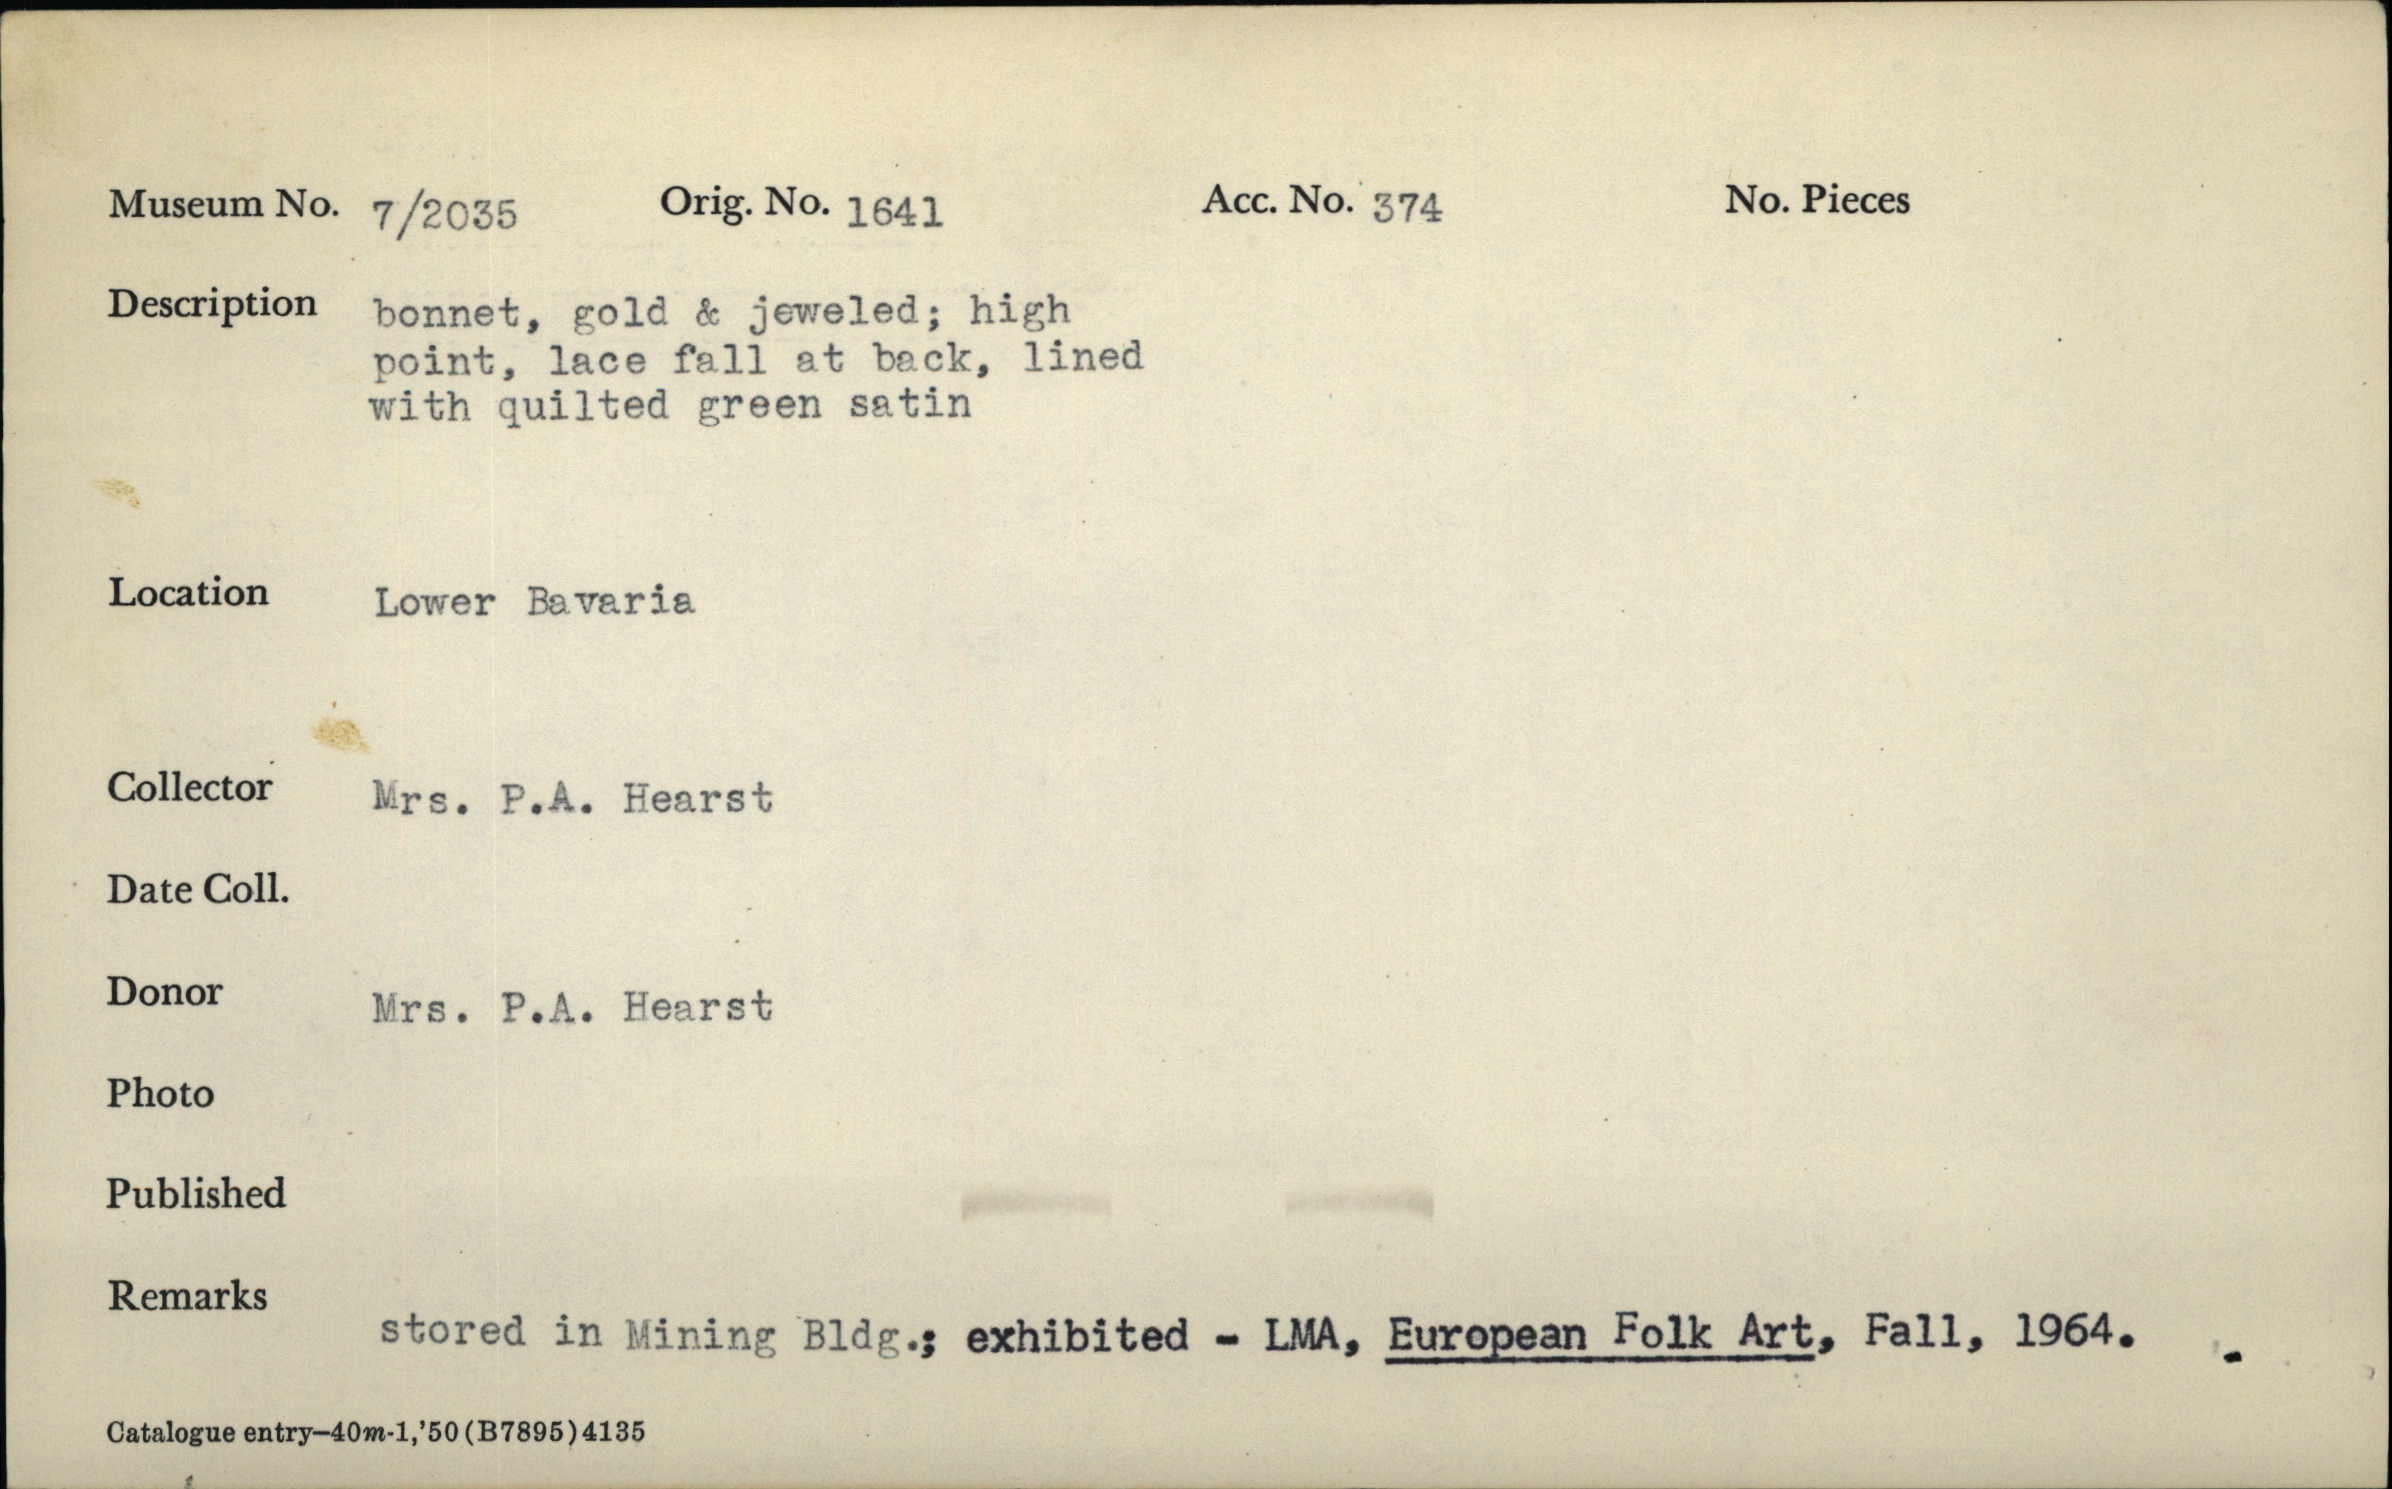 Museum No. 7/2035 Orig. No. 1641 Acc. No. 374 No. Pieces
Description bonnet, gold & jeweled; high
point, lace fall at back, lined
with quilted green satin
Location Lower Bavaria
Collector Mrs. P.A. Hearst
Date Coll.
Donor Mrs. P.A. Hearst
Photo
Published
Remarks
stored in Mining Bldg.; exhibited - LMA, European Folk Art, Fall, 1964.
Catalogue entry—40m-1,'50(B7895)4135